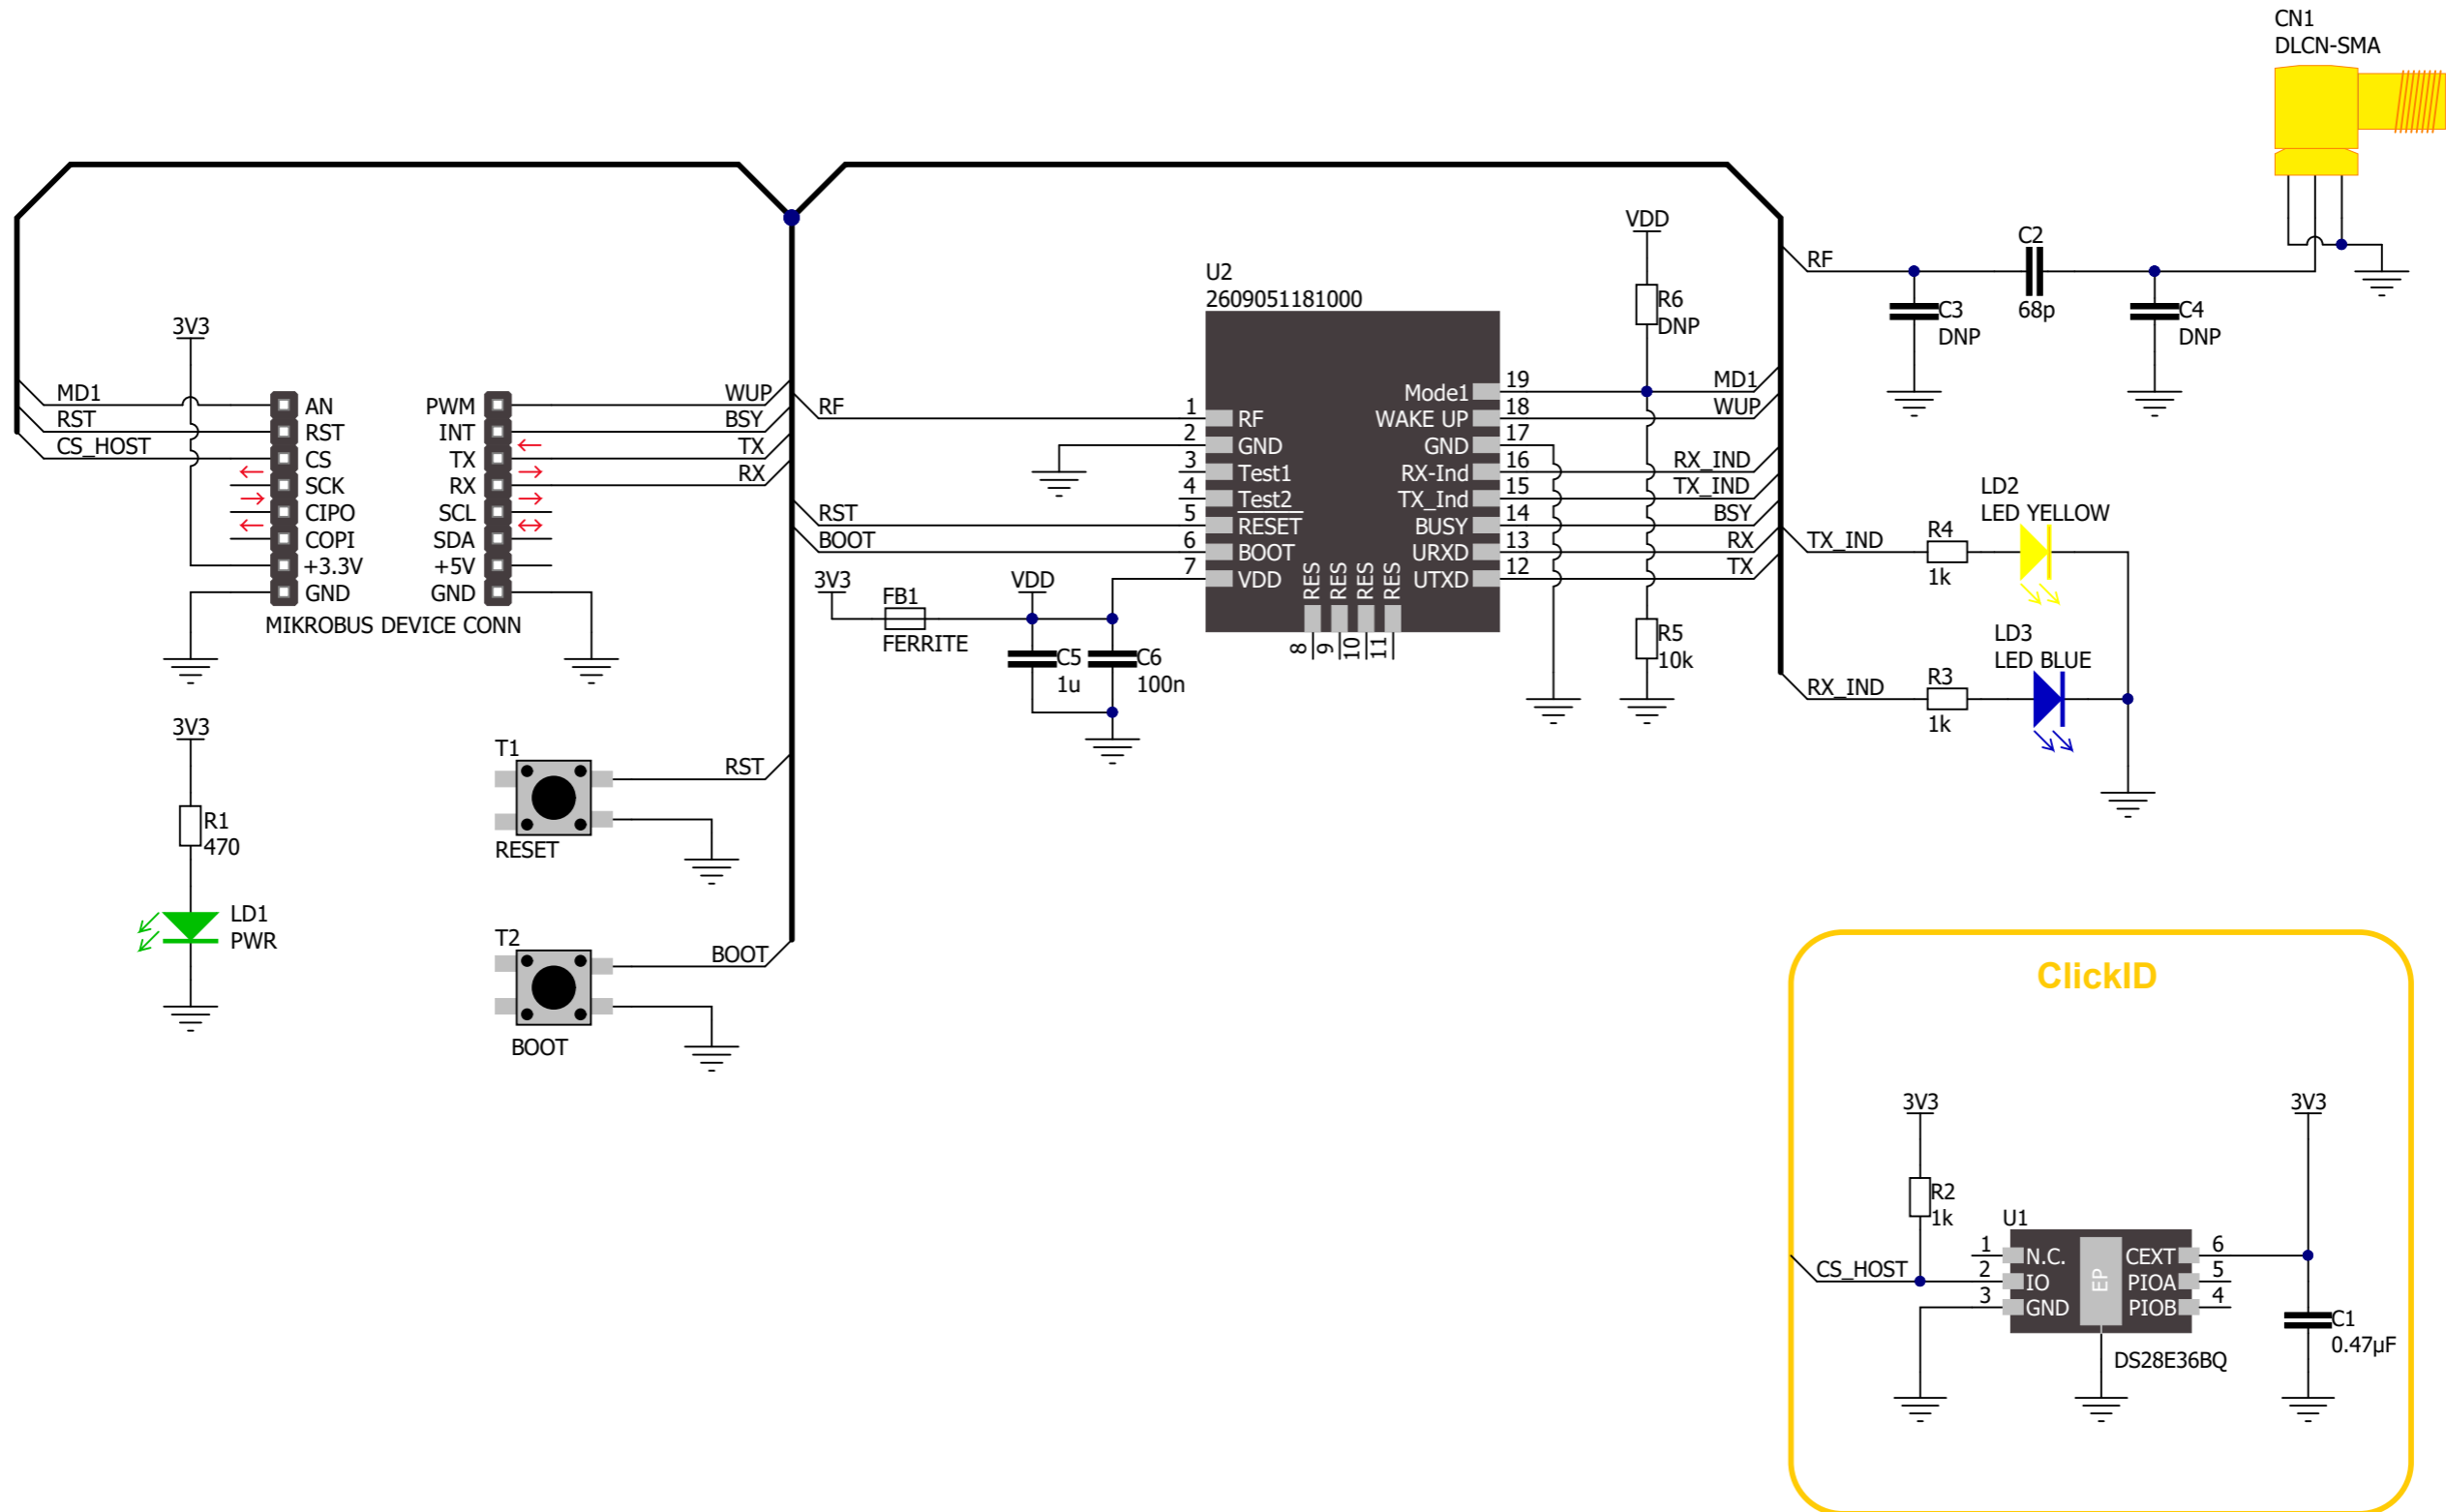 CN1
DLCN-SMA
VDD
R6
DNP
RF
C2
68p
C3
DNP
C4
DNP
U2
2609051181000
3V3
MD1
RST
CS_HOST
AN
RST
CS
SCK
CIPO
COPI
+3.3V
GND
PWM
INT
TX
RX
SCL
SDA
+5V
GND
MIKROBUS DEVICE CONN
WUP
BSY
TX
RX
RF
RST
BOOT
1 RF
2 GND
3 Test1
4 Test2
5 RESET
6 BOOT
7 VDD
8 RES
9 RES
10 RES
11 RES
Mode1 19 MD1
WAKE UP 18 WUP
GND 17
RX-Ind 16 RX_IND
TX_Ind 15 TX_IND
BUSY 14 BSY
URXD 13 RX
UTXD 12 TX
3V3
FB1
FERRITE
VDD
C5
1u
C6
100n
R5
10k
TX_IND
R4
1k
LD2
LED YELLOW
RX_IND
R3
1k
LD3
LED BLUE
3V3
R1
470
LD1
PWR
T1
RESET
RST
T2
BOOT
BOOT
ClickID
3V3
R2
1k
CS_HOST
U1
1 N.C.
2 IO
3 GND
EP
CEXT 6
PIOA 5
PIOB 4
DS28E36BQ
3V3
C1
0.47µF